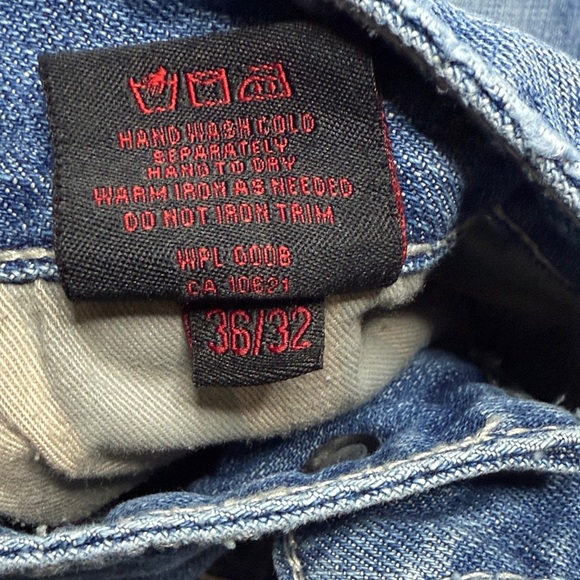 HAND WASH COLD
SEPARATELY
HANG TO DRY
WARM IRON AS NEEDED
DO NOT IRON TRIM
WPL 0008
CA 10621
36/32